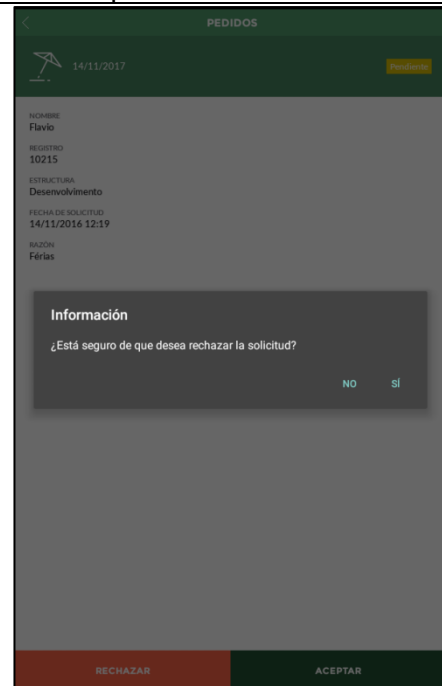 PEDIDOS
14/11/2017
Pendiente
NOMBRE
Flavio
REGISTRO
10215
ESTRUCTURA
Desenvolvimento
FECHA DE SOLICITUD
14/11/2016 12:19
RAZÓN
Férias
Información
¿Está seguro de que desea rechazar la solicitud?
NO SÍ
RECHAZAR ACEPTAR